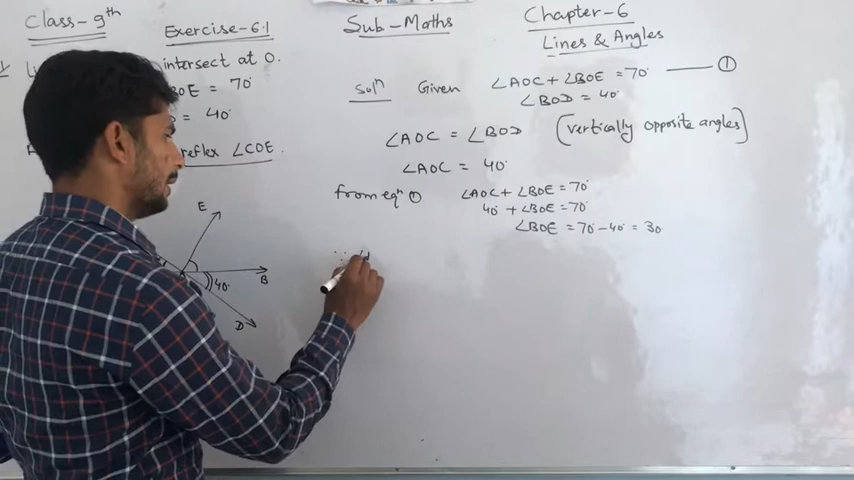 Class-9th
Exercise-6.1
Sub-Maths
Chapter-6
Lines & Angles
intersect at O.
BOE = 70°
= 40°
reflex ∠COE.
E
B
40°
D
Solⁿ Given ∠AOC + ∠BOE = 70° ——— ①
∠BOD = 40°
∠AOC = ∠BOD (vertically opposite angles)
∠AOC = 40°
from eqⁿ ① ∠AOC + ∠BOE = 70°
40° + ∠BOE = 70°
∠BOE = 70° - 40° = 30